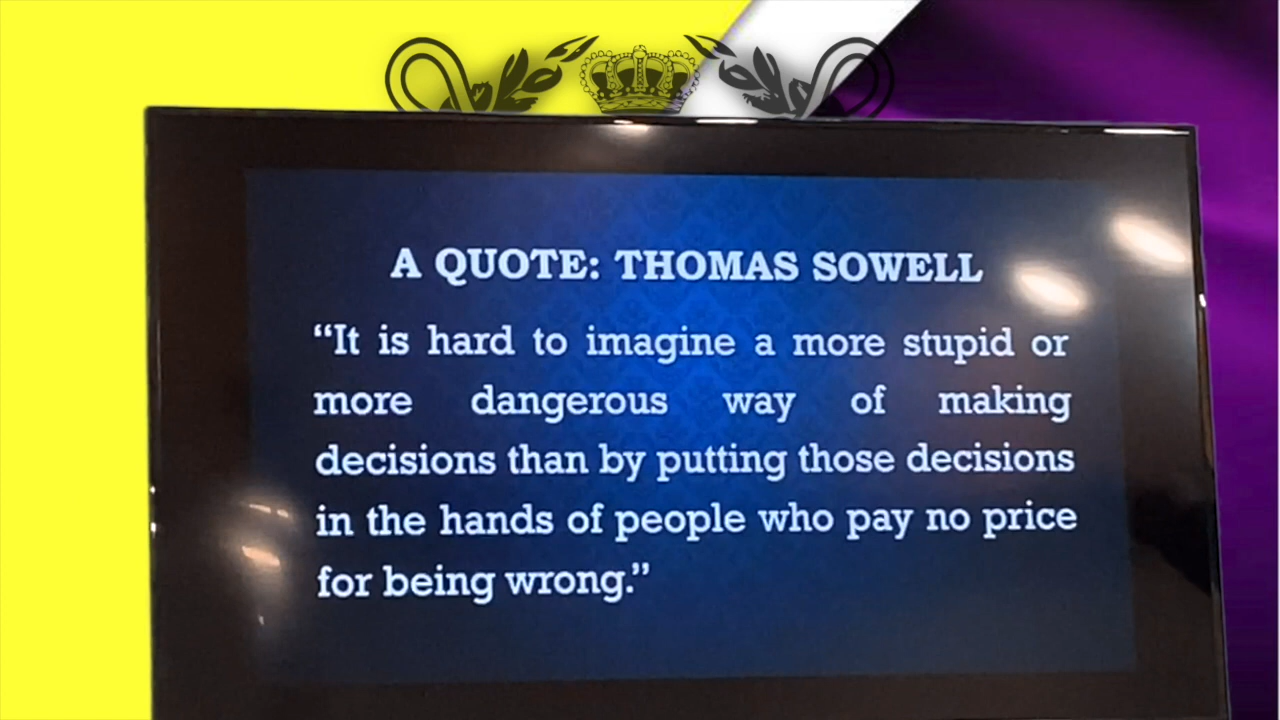 A QUOTE: THOMAS SOWELL
“It is hard to imagine a more stupid or
more dangerous way of making
decisions than by putting those decisions
in the hands of people who pay no price
for being wrong.”